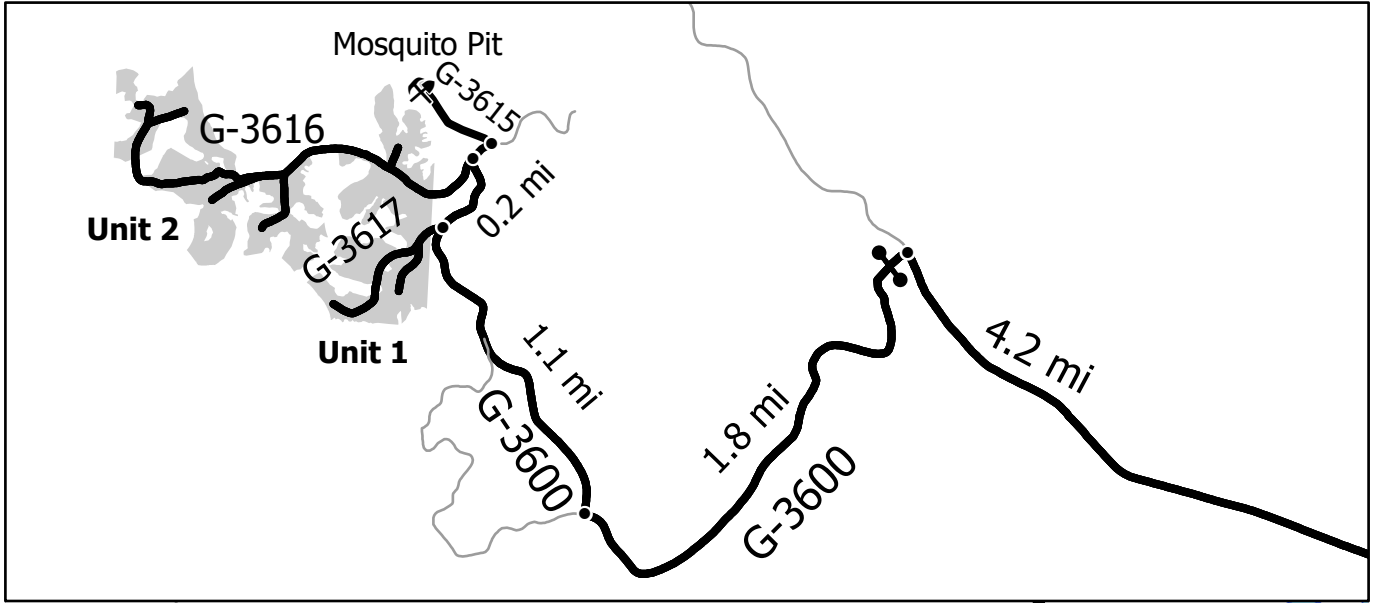 Mosquito Pit
G-3615
G-3616
0.2 mi
Unit 2
G-3617
Unit 1
1.1 mi
4.2 mi
G-3600
1.8 mi
G-3600